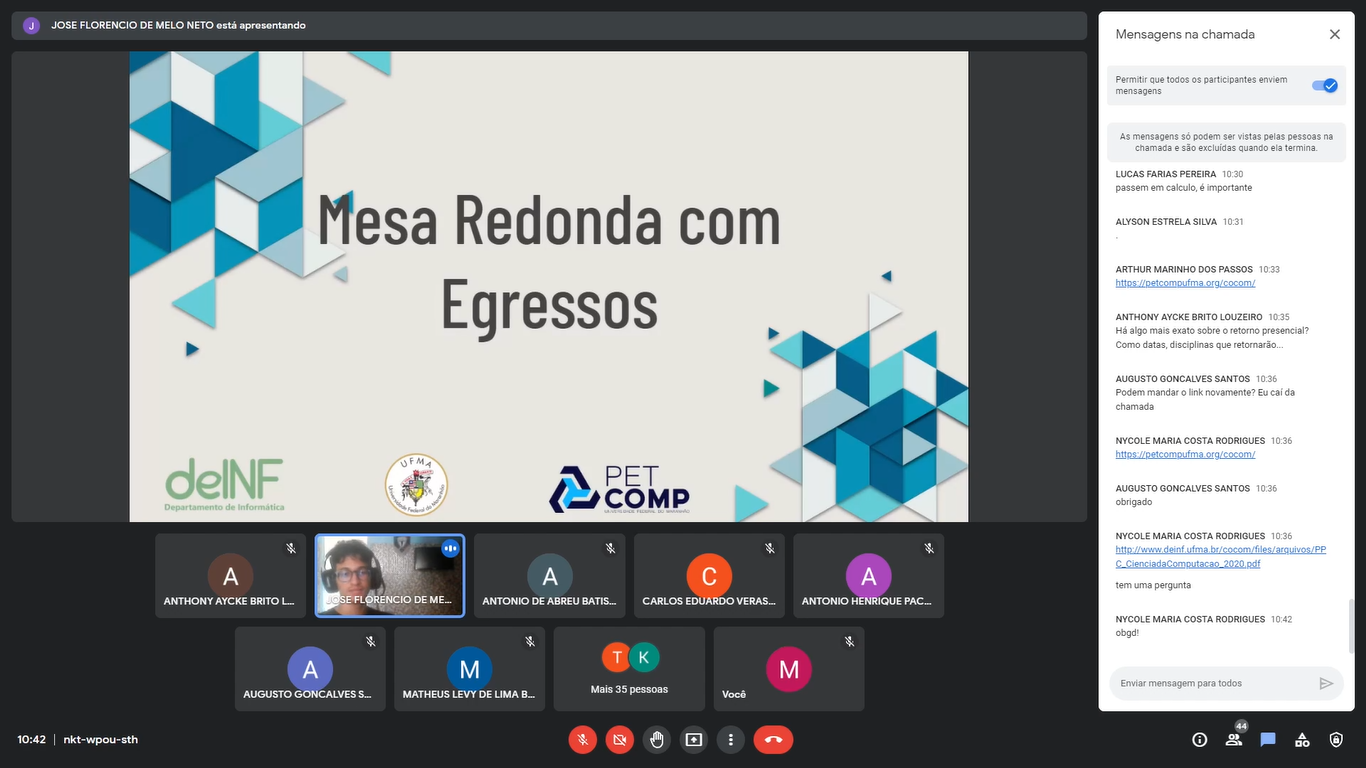 J
JOSE FLORENCIO DE MELO NETO está apresentando
Mesa Redonda com
Egressos
deINF
Departamento de Informática
UFMA
Universidade Federal do Maranhão
PET
COMP
UNIVERSIDADE FEDERAL DO MARANHÃO
A
ANTHONY AYCKE BRITO L...
JOSE FLORENCIO DE ME...
A
ANTONIO DE ABREU BATIS...
C
CARLOS EDUARDO VERAS...
A
ANTONIO HENRIQUE PAC...
A
AUGUSTO GONCALVES S...
M
MATHEUS LEVY DE LIMA B...
T K
Mais 35 pessoas
M
Você
10:42 | nkt-wpou-sth
Mensagens na chamada
Permitir que todos os participantes enviem
mensagens
As mensagens só podem ser vistas pelas pessoas na
chamada e são excluídas quando ela termina.
LUCAS FARIAS PEREIRA 10:30
passem em calculo, é importante
ALYSON ESTRELA SILVA 10:31
.
ARTHUR MARINHO DOS PASSOS 10:33
https://petcompufma.org/cocom/
ANTHONY AYCKE BRITO LOUZEIRO 10:35
Há algo mais exato sobre o retorno presencial?
Como datas, disciplinas que retornarão...
AUGUSTO GONCALVES SANTOS 10:36
Podem mandar o link novamente? Eu caí da
chamada
NYCOLE MARIA COSTA RODRIGUES 10:36
https://petcompufma.org/cocom/
AUGUSTO GONCALVES SANTOS 10:36
obrigado
NYCOLE MARIA COSTA RODRIGUES 10:36
http://www.deinf.ufma.br/cocom/files/arquivos/PP
C_CienciadaComputacao_2020.pdf
tem uma pergunta
NYCOLE MARIA COSTA RODRIGUES 10:42
obgd!
Enviar mensagem para todos
44